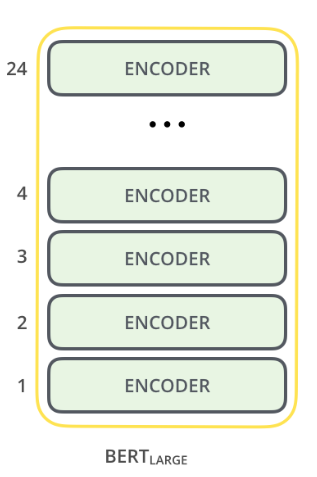 24 ENCODER
...
4 ENCODER
3 ENCODER
2 ENCODER
1 ENCODER
BERTLARGE